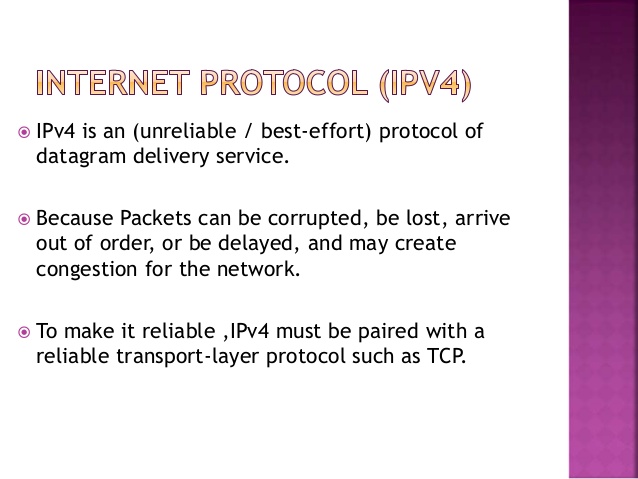 INTERNET PROTOCOL (IPV4)
IPv4 is an (unreliable / best-effort) protocol of
datagram delivery service.
Because Packets can be corrupted, be lost, arrive
out of order, or be delayed, and may create
congestion for the network.
To make it reliable ,IPv4 must be paired with a
reliable transport-layer protocol such as TCP.